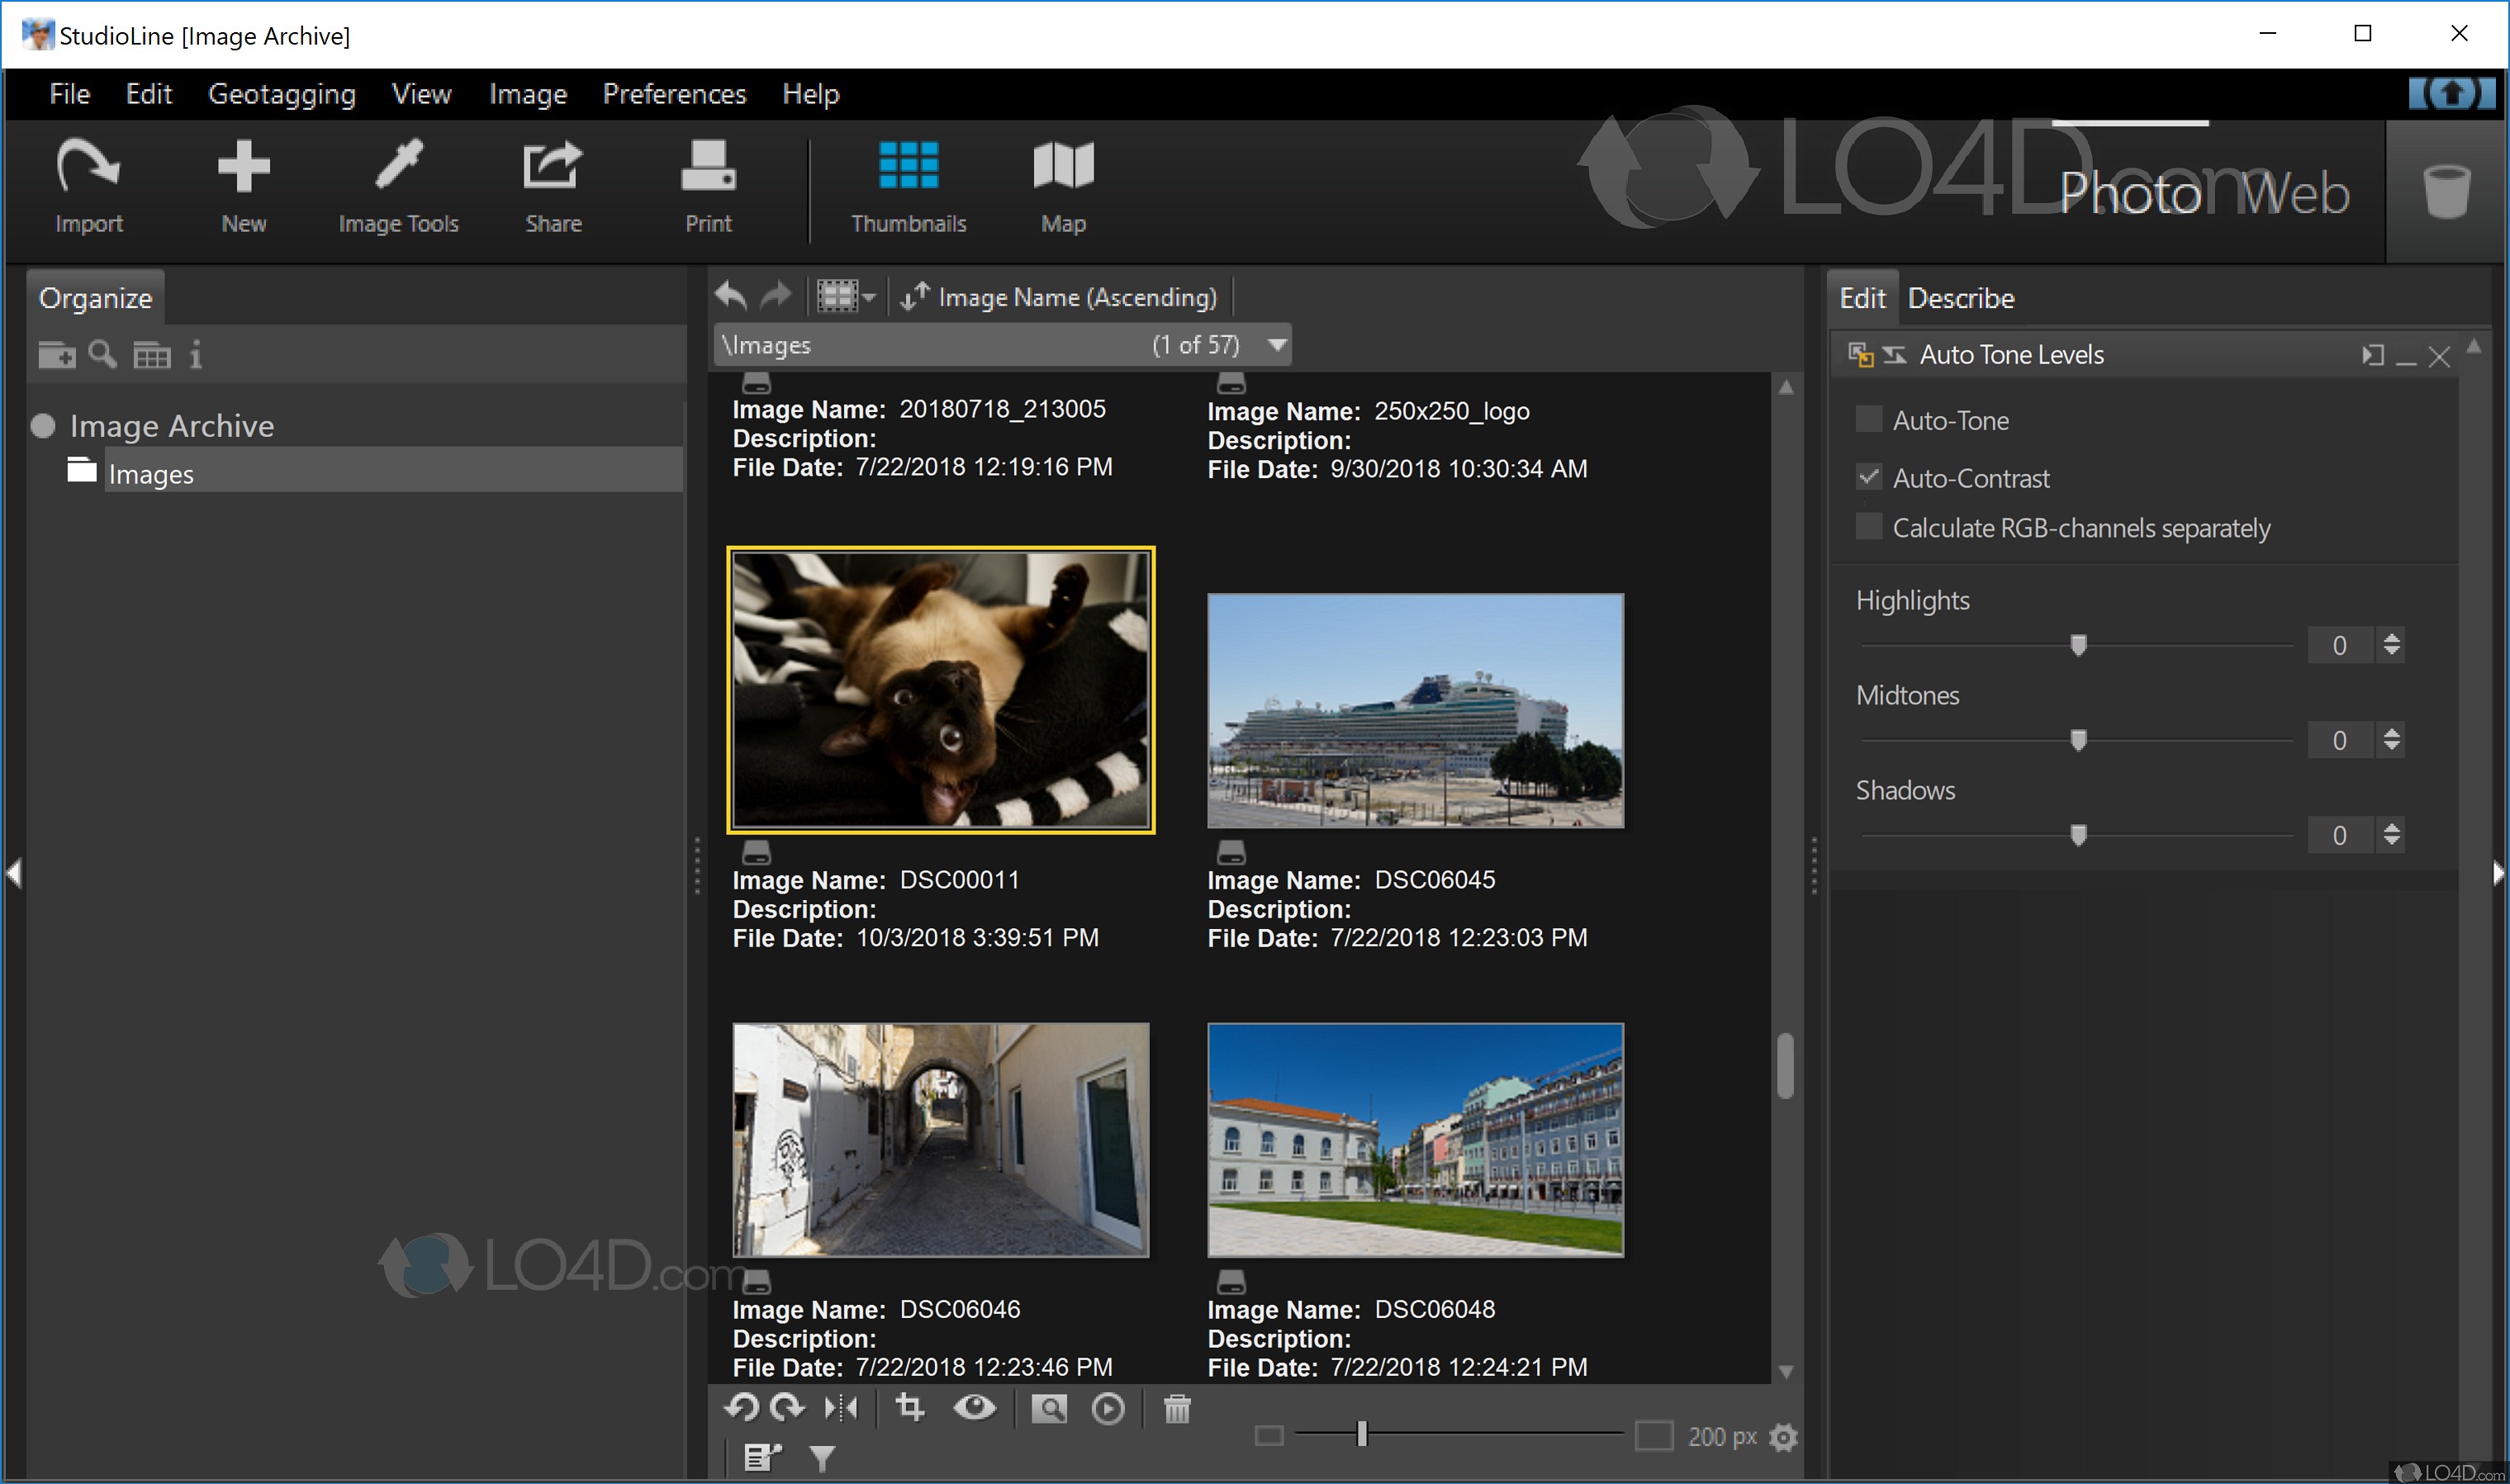 StudioLine [Image Archive]
File Edit Geotagging View Image Preferences Help
LO4D.com
Import New Image Tools Share Print Thumbnails Map
Photo Web
Organize
Image Name (Ascending)
\Images (1 of 57)
Image Archive
Images
Image Name: 20180718_213005
Description:
File Date: 7/22/2018 12:19:16 PM
Image Name: 250x250_logo
Description:
File Date: 9/30/2018 10:30:34 AM
Image Name: DSC00011
Description:
File Date: 10/3/2018 3:39:51 PM
Image Name: DSC06045
Description:
File Date: 7/22/2018 12:23:03 PM
Image Name: DSC06046
Description:
File Date: 7/22/2018 12:23:46 PM
Image Name: DSC06048
Description:
File Date: 7/22/2018 12:24:21 PM
200 px
Edit Describe
Auto Tone Levels
Auto-Tone
Auto-Contrast
Calculate RGB-channels separately
Highlights
0
Midtones
0
Shadows
0
LO4D.com
LO4D.com